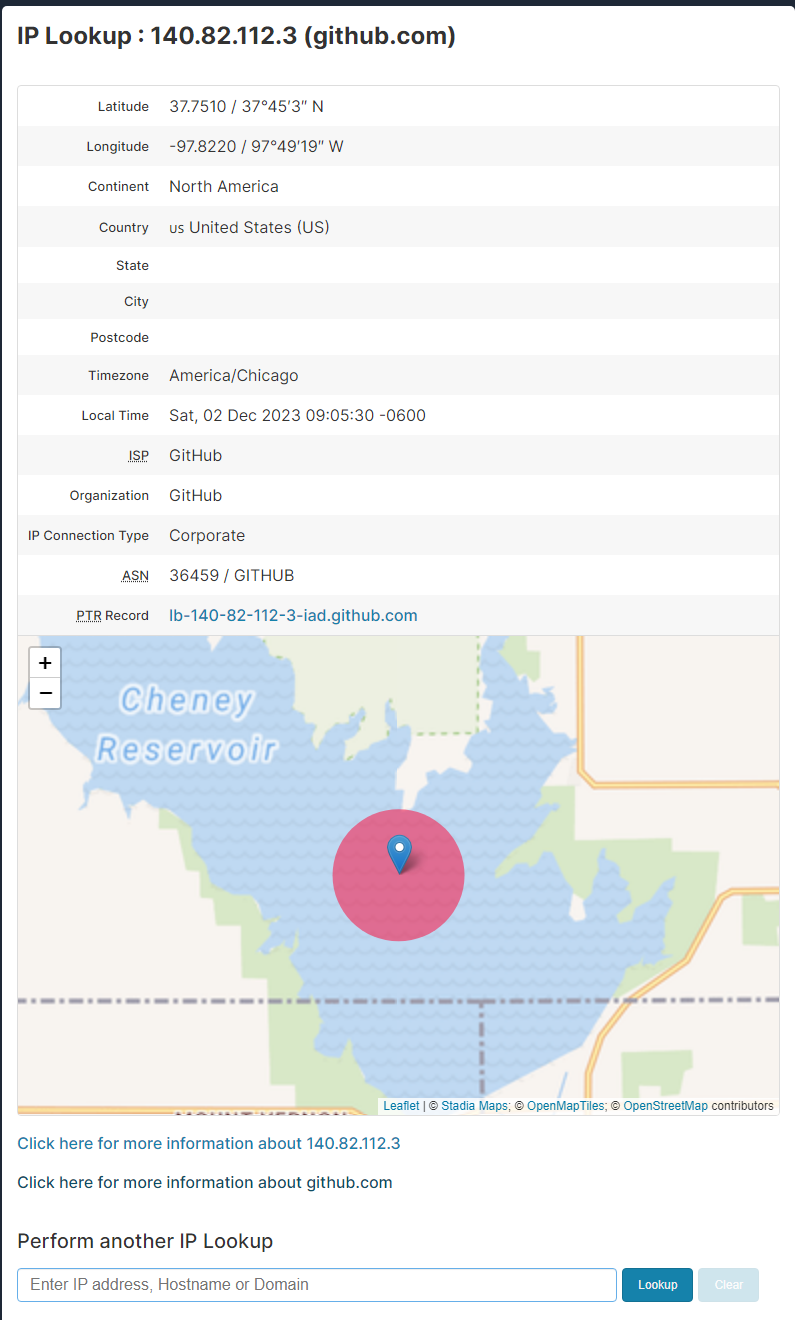 IP Lookup : 140.82.112.3 (github.com)
Latitude 37.7510 / 37°45′3″ N
Longitude -97.8220 / 97°49′19″ W
Continent North America
Country US United States (US)
State
City
Postcode
Timezone America/Chicago
Local Time Sat, 02 Dec 2023 09:05:30 -0600
ISP GitHub
Organization GitHub
IP Connection Type Corporate
ASN 36459 / GITHUB
PTR Record lb-140-82-112-3-iad.github.com
+
−
Cheney
Reservoir
MOUNT VERNON
Leaflet | © Stadia Maps; © OpenMapTiles; © OpenStreetMap contributors
Click here for more information about 140.82.112.3
Click here for more information about github.com
Perform another IP Lookup
Enter IP address, Hostname or Domain Lookup Clear